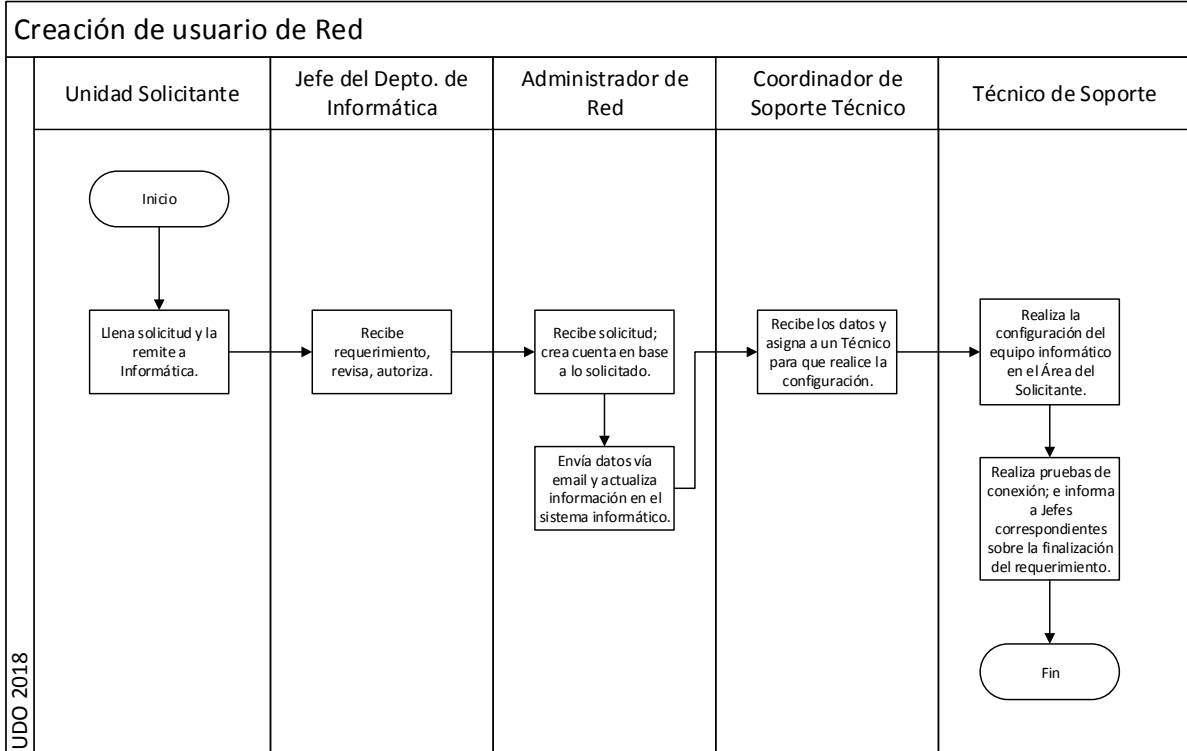 Creación de usuario de Red
Unidad Solicitante
Jefe del Depto. de
Informática
Administrador de
Red
Coordinador de
Soporte Técnico
Técnico de Soporte
Inicio
Llena solicitud y la
remite a
Informática.
Recibe
requerimiento,
revisa, autoriza.
Recibe solicitud;
crea cuenta en base
a lo solicitado.
Envía datos vía
email y actualiza
información en el
sistema informático.
Recibe los datos y
asigna a un Técnico
para que realice la
configuración.
Realiza la
configuración del
equipo informático
en el Área del
Solicitante.
Realiza pruebas de
conexión; e informa
a Jefes
correspondientes
sobre la finalización
del requerimiento.
Fin
UDO 2018